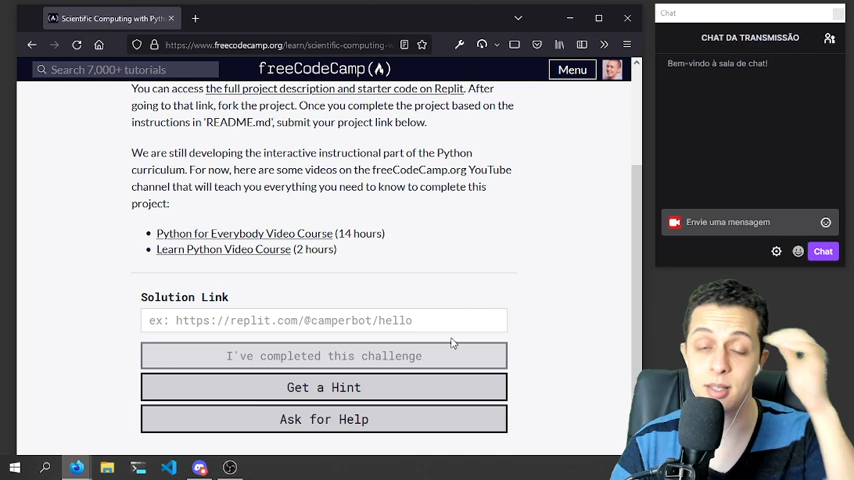 Scientific Computing with Pyth
https://www.freecodecamp.org/learn/scientific-computing-w
Search 7,000+ tutorials
freeCodeCamp
Menu
You can access the full project description and starter code on Replit. After
going to that link, fork the project. Once you complete the project based on the
instructions in 'README.md', submit your project link below.
We are still developing the interactive instructional part of the Python
curriculum. For now, here are some videos on the freeCodeCamp.org YouTube
channel that will teach you everything you need to know to complete this
project:
Python for Everybody Video Course (14 hours)
Learn Python Video Course (2 hours)
Solution Link
ex: https://replit.com/@camperbot/hello
I've completed this challenge
Get a Hint
Ask for Help
Chat
CHAT DA TRANSMISSÃO
Bem-vindo à sala de chat!
Envie uma mensagem
Chat